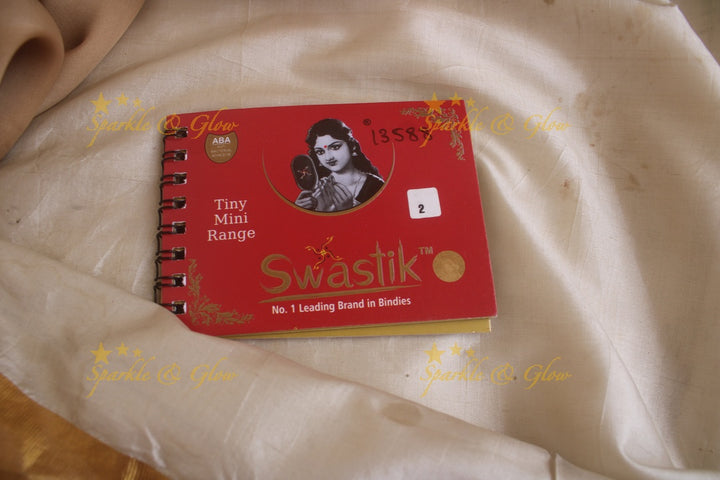 Sparkle & Glow
Sparkle & Glow
ABA
13588
2
Tiny
Mini
Range
Swastik™
No. 1 Leading Brand in Bindies
Sparkle & Glow
Sparkle & Glow